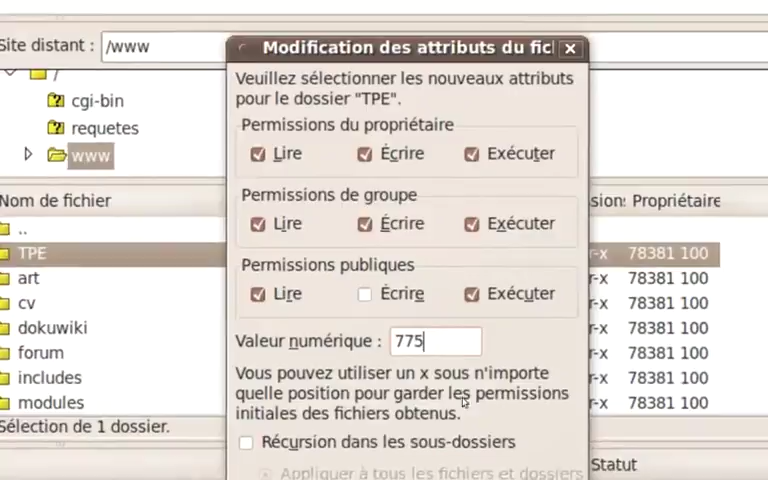 Site distant : /www
Modification des attributs du fic
Veuillez sélectionner les nouveaux attributs
pour le dossier "TPE".
/
cgi-bin
requetes
www
Permissions du propriétaire
Lire Écrire Exécuter
Permissions de groupe
Lire Écrire Exécuter
Permissions publiques
Lire Écrire Exécuter
Valeur numérique : 775
Vous pouvez utiliser un x sous n'importe
quelle position pour garder les permissions
initiales des fichiers obtenus.
Récursion dans les sous-dossiers
Appliquer à tous les fichiers et dossiers
Nom de fichier
sion: Propriétaire
..
TPE r-x 78381 100
art r-x 78381 100
cv r-x 78381 100
dokuwiki r-x 78381 100
forum r-x 78381 100
includes r-x 78381 100
modules r-x 78381 100
Sélection de 1 dossier.
Statut